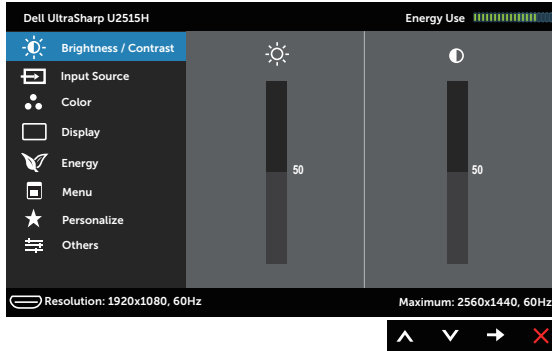 Dell UltraSharp U2515H
Energy Use
Brightness / Contrast
Input Source
Color
Display
Energy
Menu
Personalize
Others
50
50
Resolution: 1920x1080, 60Hz
Maximum: 2560x1440, 60Hz